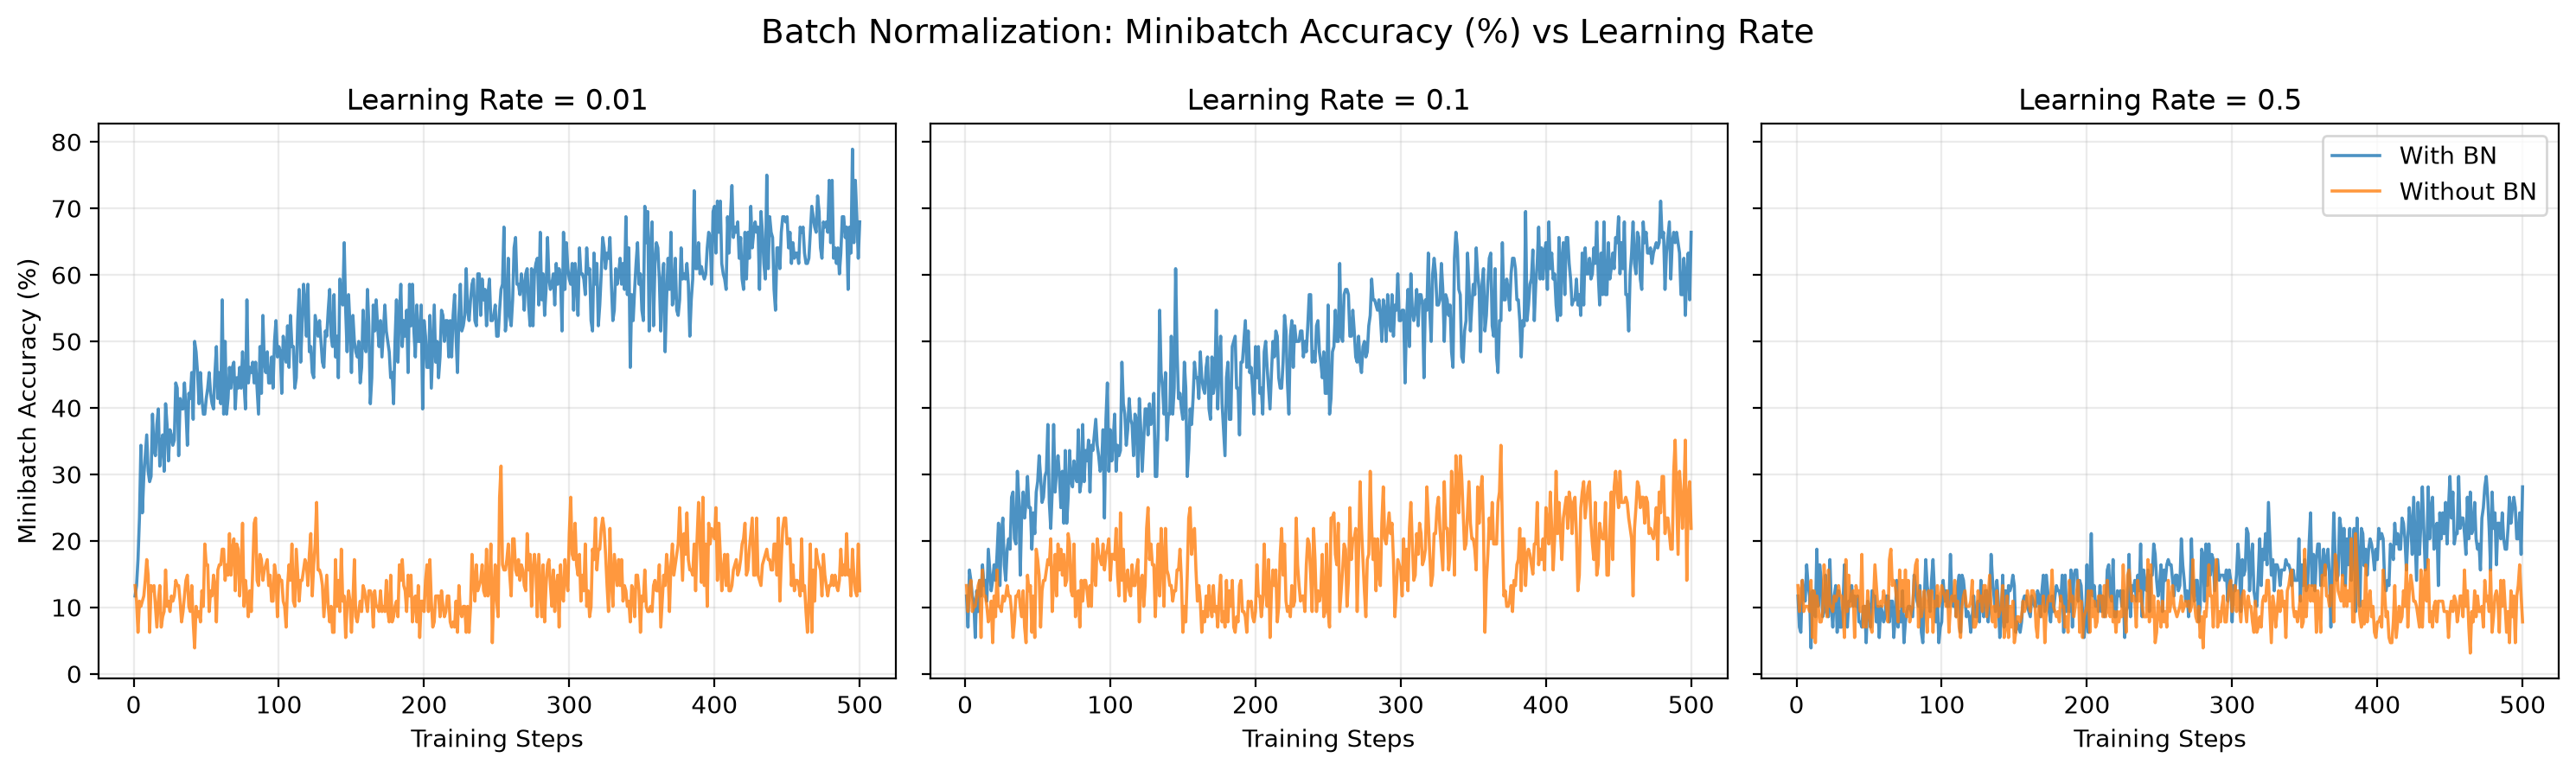 Batch Normalization: Minibatch Accuracy (%) vs Learning Rate
Learning Rate = 0.01
Minibatch Accuracy (%)
80
70
60
50
40
30
20
10
0
0 100 200 300 400 500
Training Steps
Learning Rate = 0.1
0 100 200 300 400 500
Training Steps
Learning Rate = 0.5
With BN
Without BN
0 100 200 300 400 500
Training Steps